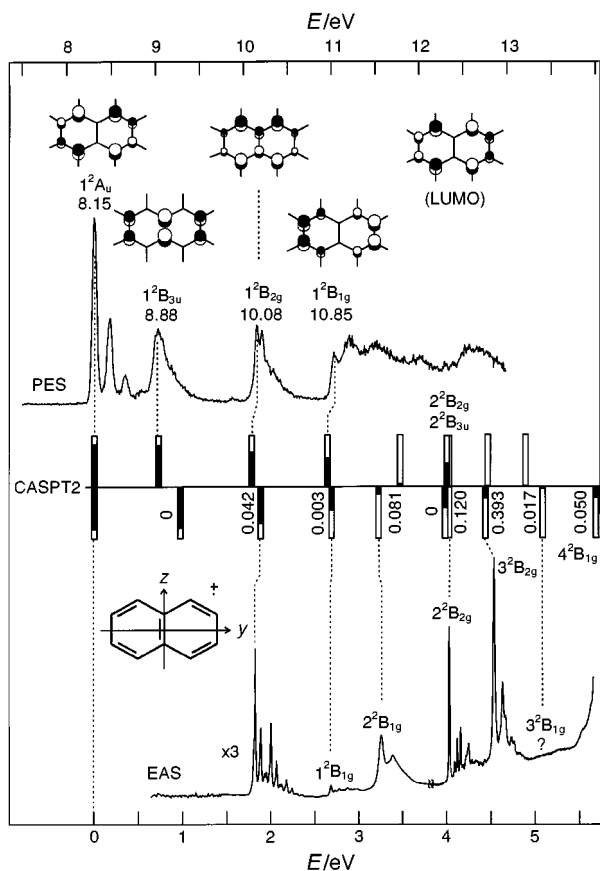 E/eV
8 9 10 11 12 13
1²Aᵤ
8.15
(LUMO)
1²B₃ᵤ
8.88
1²B₂g
10.08
1²B₁g
10.85
PES
2²B₂g
2²B₃ᵤ
CASPT2
0
0.042
0.003
0.081
0
0.120
0.393
0.017
0.050
4²B₁g
z
+
.
y
3²B₂g
2²B₂g
2²B₁g
3²B₁g
?
x3
1²B₁g
EAS
0 1 2 3 4 5
E/eV